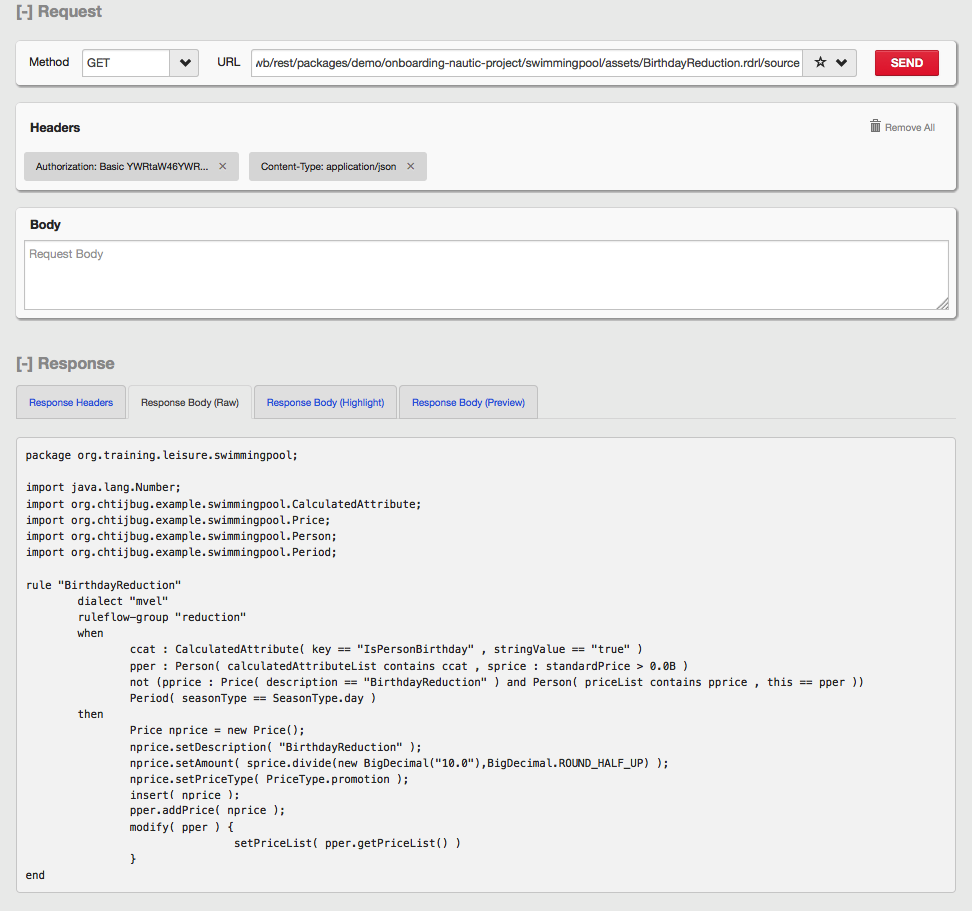 [-] Request
Method GET URL wb/rest/packages/demo/onboarding-nautic-project/swimmingpool/assets/BirthdayReduction.rdrl/source SEND
Headers Remove All
Authorization: Basic YWRtaW46YWR... × Content-Type: application/json ×
Body
Request Body
[-] Response
Response Headers Response Body (Raw) Response Body (Highlight) Response Body (Preview)
package org.training.leisure.swimmingpool;
import java.lang.Number;
import org.chtijbug.example.swimmingpool.CalculatedAttribute;
import org.chtijbug.example.swimmingpool.Price;
import org.chtijbug.example.swimmingpool.Person;
import org.chtijbug.example.swimmingpool.Period;
rule "BirthdayReduction"
dialect "mvel"
ruleflow-group "reduction"
when
ccat : CalculatedAttribute( key == "IsPersonBirthday" , stringValue == "true" )
pper : Person( calculatedAttributeList contains ccat , sprice : standardPrice > 0.0B )
not (pprice : Price( description == "BirthdayReduction" ) and Person( priceList contains pprice , this == pper ))
Period( seasonType == SeasonType.day )
then
Price nprice = new Price();
nprice.setDescription( "BirthdayReduction" );
nprice.setAmount( sprice.divide(new BigDecimal("10.0"),BigDecimal.ROUND_HALF_UP) );
nprice.setPriceType( PriceType.promotion );
insert( nprice );
pper.addPrice( nprice );
modify( pper ) {
setPriceList( pper.getPriceList() )
}
end